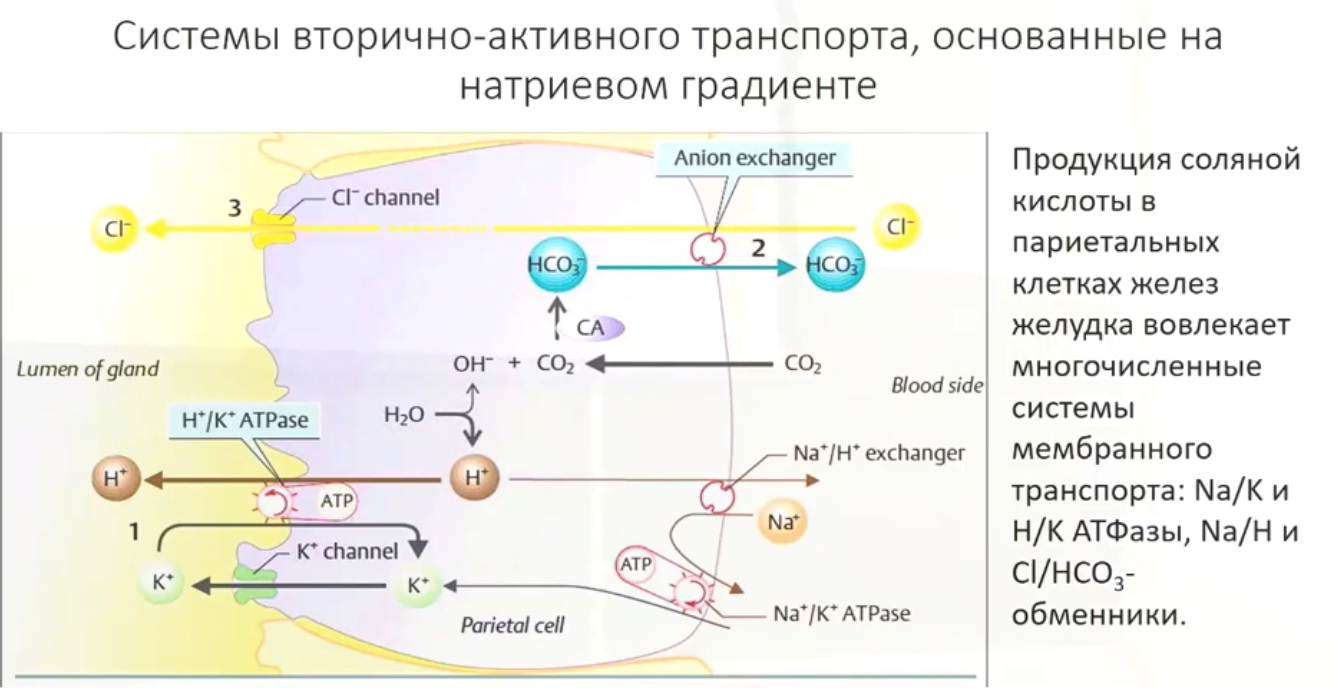 Системы вторично-активного транспорта, основанные на
натриевом градиенте
Anion exchanger
Cl⁻ channel
3
Cl⁻
Cl⁻
2
HCO₃⁻
HCO₃⁻
CA
OH⁻ + CO₂
CO₂
Lumen of gland
Blood side
H₂O
H⁺/K⁺ ATPase
Na⁺/H⁺ exchanger
H⁺
H⁺
ATP
Na⁺
1
K⁺ channel
ATP
K⁺
K⁺
Na⁺/K⁺ ATPase
Parietal cell
Продукция соляной
кислоты в
париетальных
клетках желез
желудка вовлекает
многочисленные
системы
мембранного
транспорта: Na/K и
H/K АТФазы, Na/H и
Cl/HCO₃-
обменники.